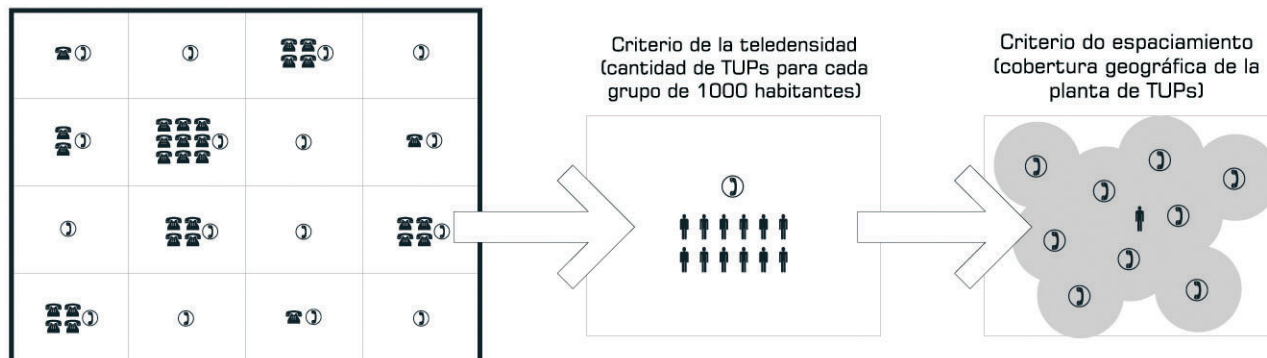 Criterio de la teledensidad
(cantidad de TUPs para cada
grupo de 1000 habitantes)
Criterio do espaciamiento
(cobertura geográfica de la
planta de TUPs)